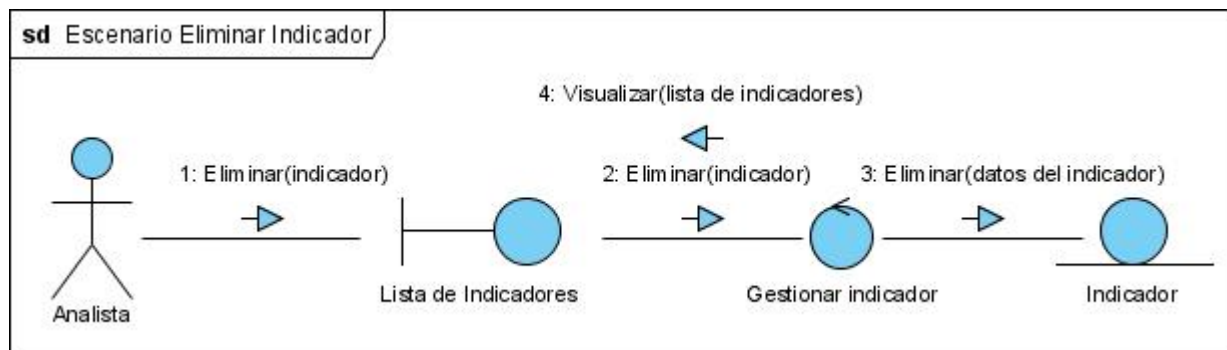 sd Escenario Eliminar Indicador
4: Visualizar(lista de indicadores)
1: Eliminar(indicador)
2: Eliminar(indicador)
3: Eliminar(datos del indicador)
Lista de Indicadores
Gestionar indicador
Indicador
Analista